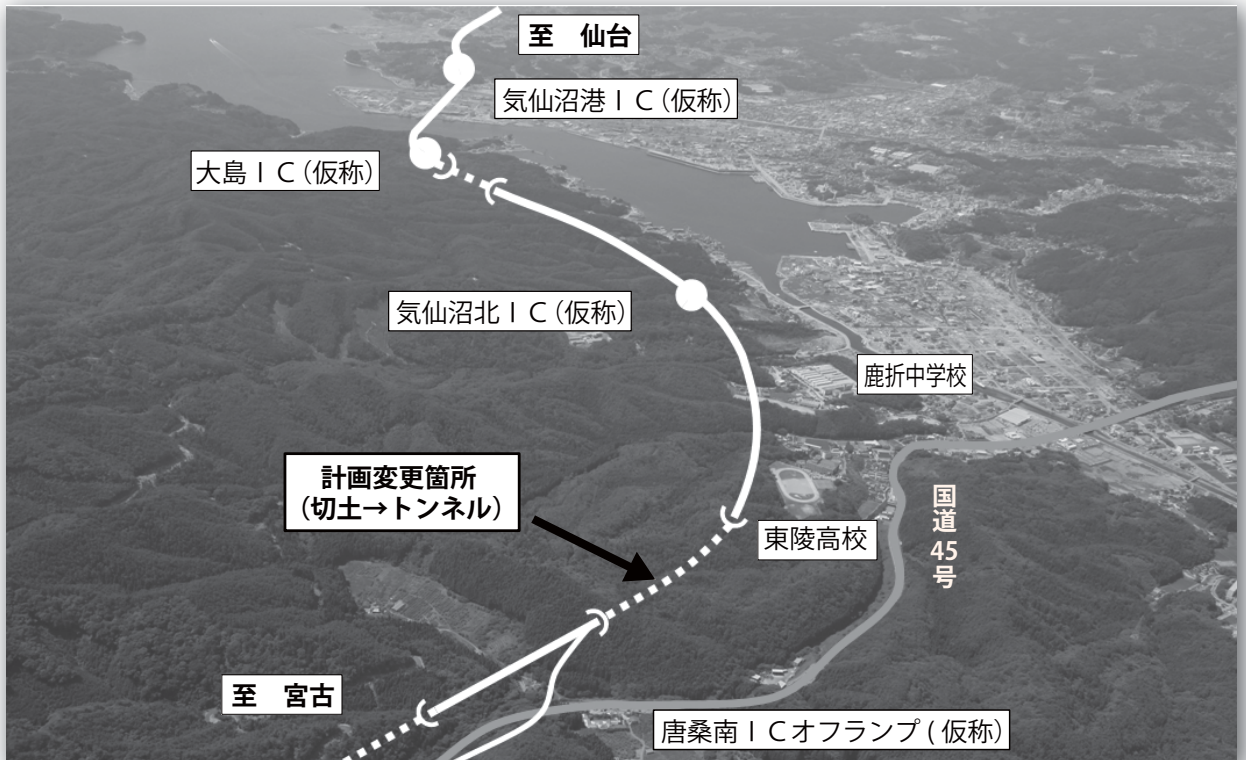 至　仙台
気仙沼港ＩＣ（仮称）
大島ＩＣ（仮称）
気仙沼北ＩＣ（仮称）
鹿折中学校
計画変更箇所
（切土→トンネル）
国道45号
東陵高校
至　宮古
唐桑南ＩＣオフランプ(仮称）